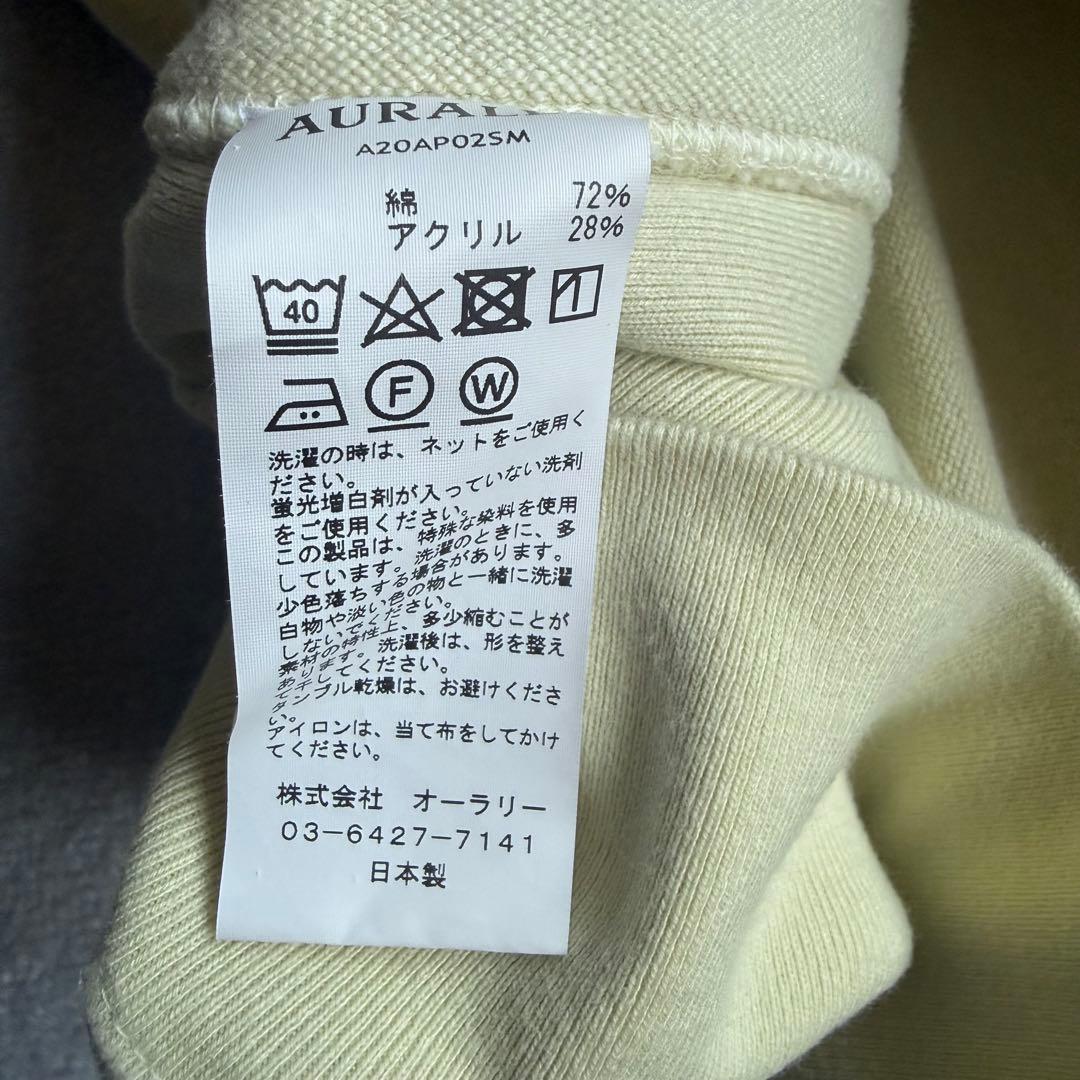 AURAL
A20AP02SM
綿 72%
アクリル 28%
40
F W
洗濯の時は、ネットをご使用く
ださい。
蛍光増白剤が入っていない洗剤
をご使用ください。
この製品は、特殊な染料を使用
しています。洗濯のときに、多
少色落ちする場合があります。
白物や淡い色の物と一緒に洗濯
しないでください。
素材の特性上、多少縮むことが
あります。洗濯後は、形を整え
て干してください。
タンブル乾燥は、お避けくださ
い。
アイロンは、当て布をしてかけ
てください。
株式会社 オーラリー
03-6427-7141
日本製